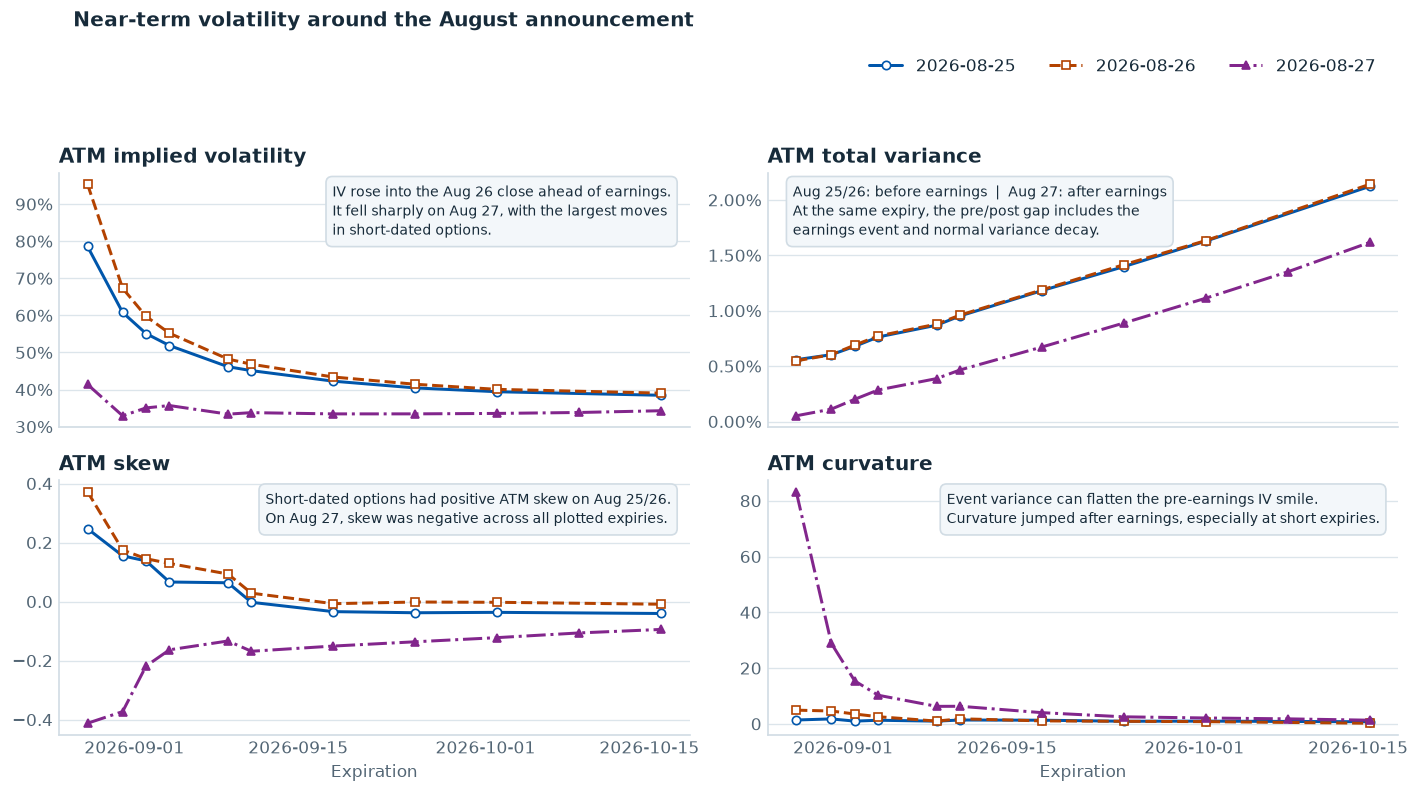 Near-term volatility around the August announcement
2026-08-25
2026-08-26
2026-08-27
ATM implied volatility
90%
80%
70%
60%
50%
40%
30%
IV rose into the Aug 26 close ahead of earnings.
It fell sharply on Aug 27, with the largest moves
in short-dated options.
ATM total variance
2.00%
1.50%
1.00%
0.50%
0.00%
Aug 25/26: before earnings | Aug 27: after earnings
At the same expiry, the pre/post gap includes the
earnings event and normal variance decay.
ATM skew
0.4
0.2
0.0
−0.2
−0.4
Short-dated options had positive ATM skew on Aug 25/26.
On Aug 27, skew was negative across all plotted expiries.
2026-09-01
2026-09-15
2026-10-01
2026-10-15
Expiration
ATM curvature
80
60
40
20
0
Event variance can flatten the pre-earnings IV smile.
Curvature jumped after earnings, especially at short expiries.
2026-09-01
2026-09-15
2026-10-01
2026-10-15
Expiration